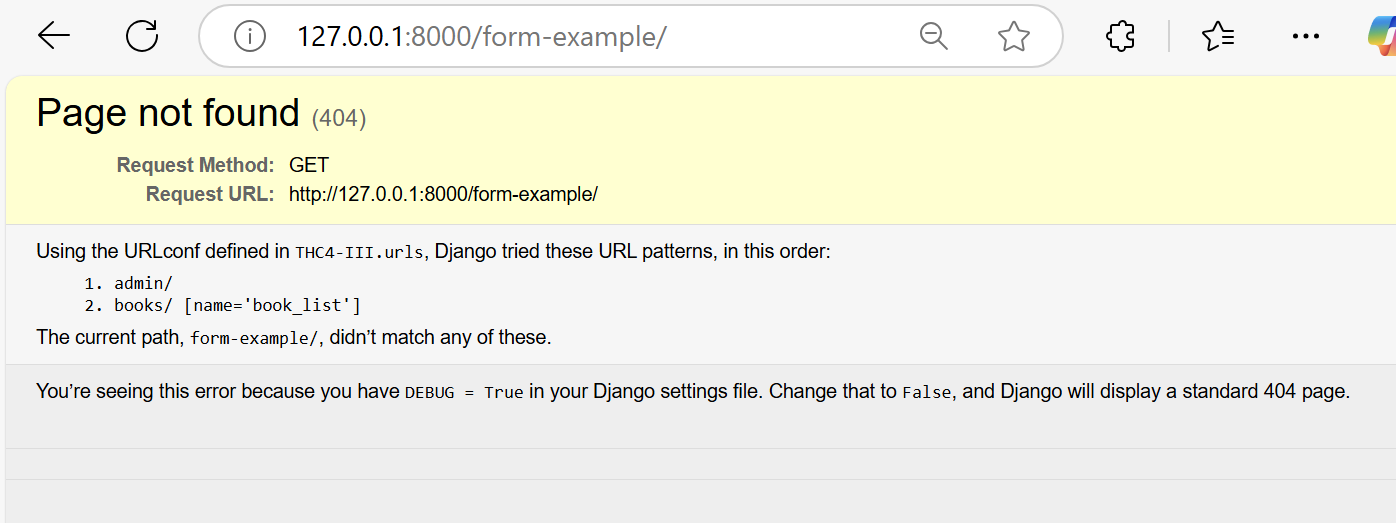 127.0.0.1:8000/form-example/
Page not found (404)
Request Method: GET
Request URL: http://127.0.0.1:8000/form-example/
Using the URLconf defined in THC4-III.urls, Django tried these URL patterns, in this order:
1. admin/
2. books/ [name='book_list']
The current path, form-example/, didn’t match any of these.
You’re seeing this error because you have DEBUG = True in your Django settings file. Change that to False, and Django will display a standard 404 page.